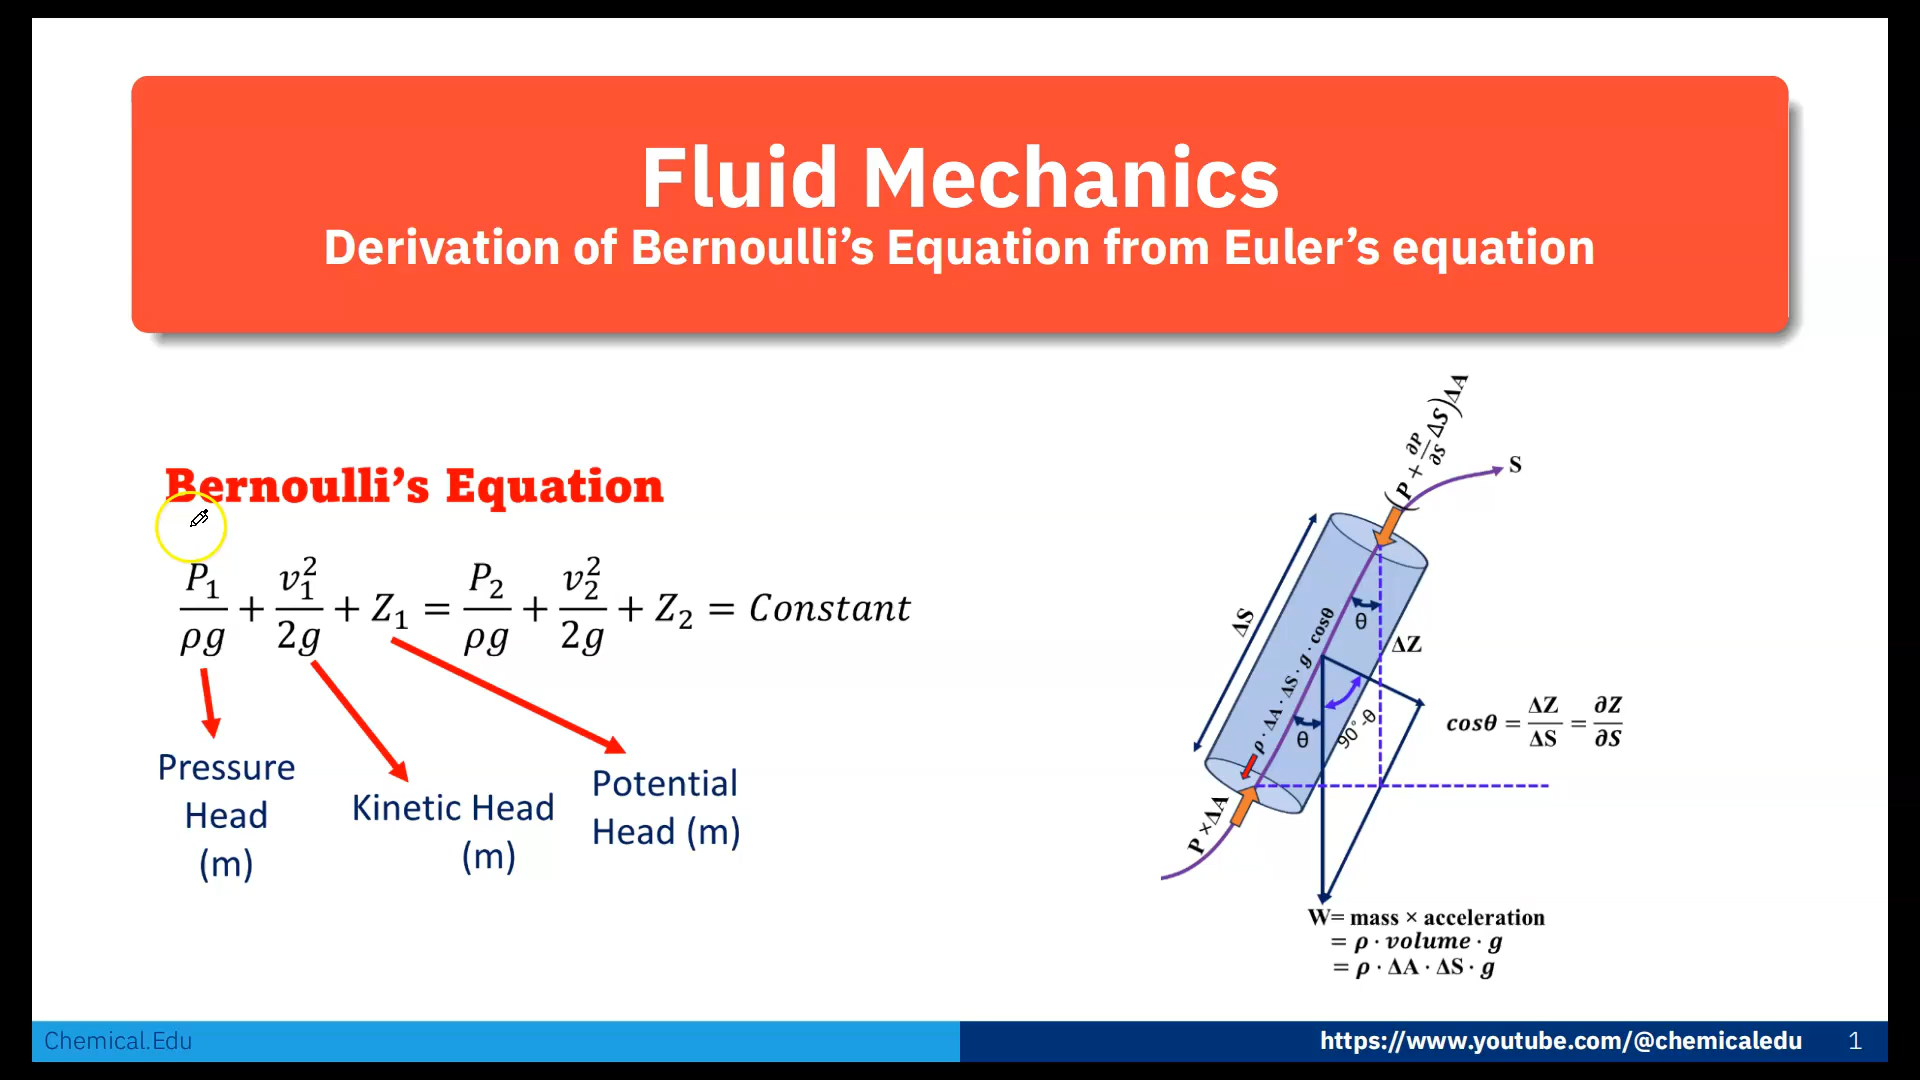 Fluid Mechanics
Derivation of Bernoulli’s Equation from Euler’s equation
Bernoulli’s Equation
P₁/ρg + v₁²/2g + Z₁ = P₂/ρg + v₂²/2g + Z₂ = Constant
Pressure
Head
(m)
Kinetic Head
(m)
Potential
Head (m)
(P + ∂P/∂S ΔS)ΔA
S
ΔS
θ
ΔZ
ρ · ΔA · ΔS · g · cosθ
θ
90°-θ
cosθ = ΔZ/ΔS = ∂Z/∂S
P ×ΔA
W= mass × acceleration
= ρ · volume · g
= ρ · ΔA · ΔS · g
Chemical.Edu
https://www.youtube.com/@chemicaledu
1